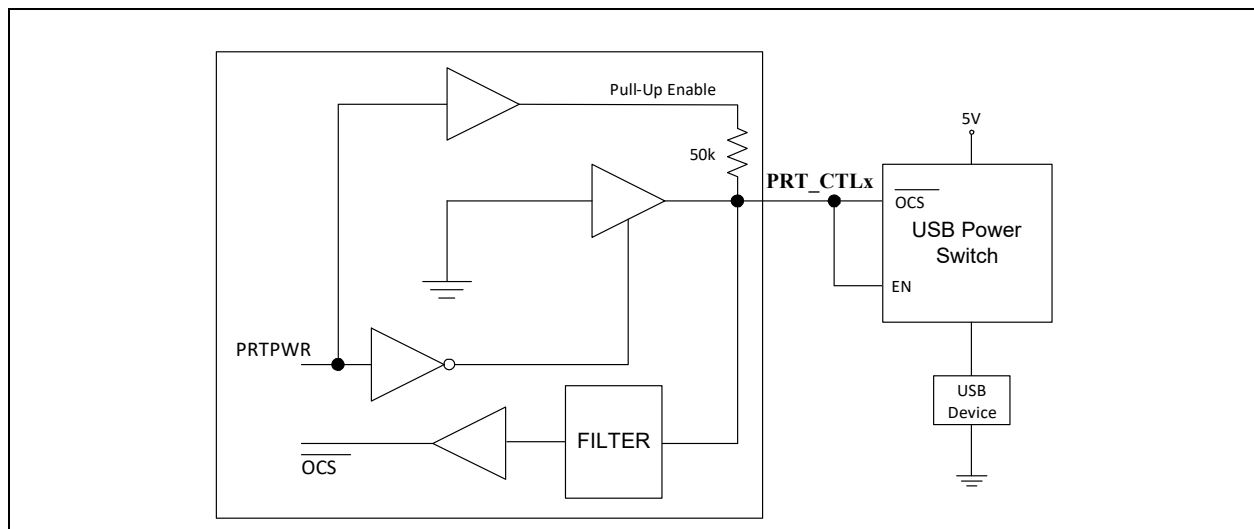 Pull-Up Enable
50k
PRT_CTLx
5V
OCS
USB Power
Switch
EN
PRTPWR
FILTER
OCS
USB
Device